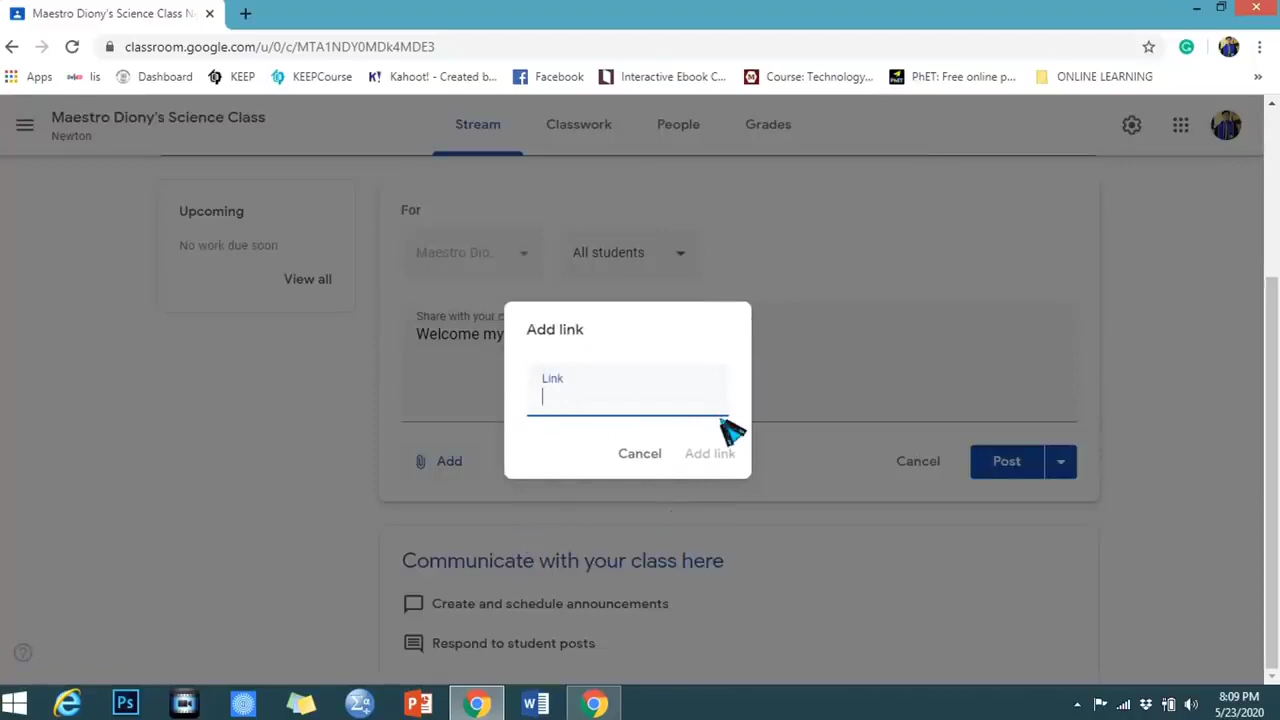 Maestro Diony's Science Class N
classroom.google.com/u/0/c/MTA1NDY0MDk4MDE3
Apps lis Dashboard KEEP KEEPCourse Kahoot! - Created b... Facebook Interactive Ebook C... Course: Technology,... PhET: Free online p... ONLINE LEARNING
Maestro Diony's Science Class
Newton
Stream Classwork People Grades
Upcoming
No work due soon
View all
For
Maestro Dio.. All students
Share with your c
Welcome my
Add link
Link
Cancel Add link
Add Cancel Post
Communicate with your class here
Create and schedule announcements
Respond to student posts
8:09 PM
5/23/2020